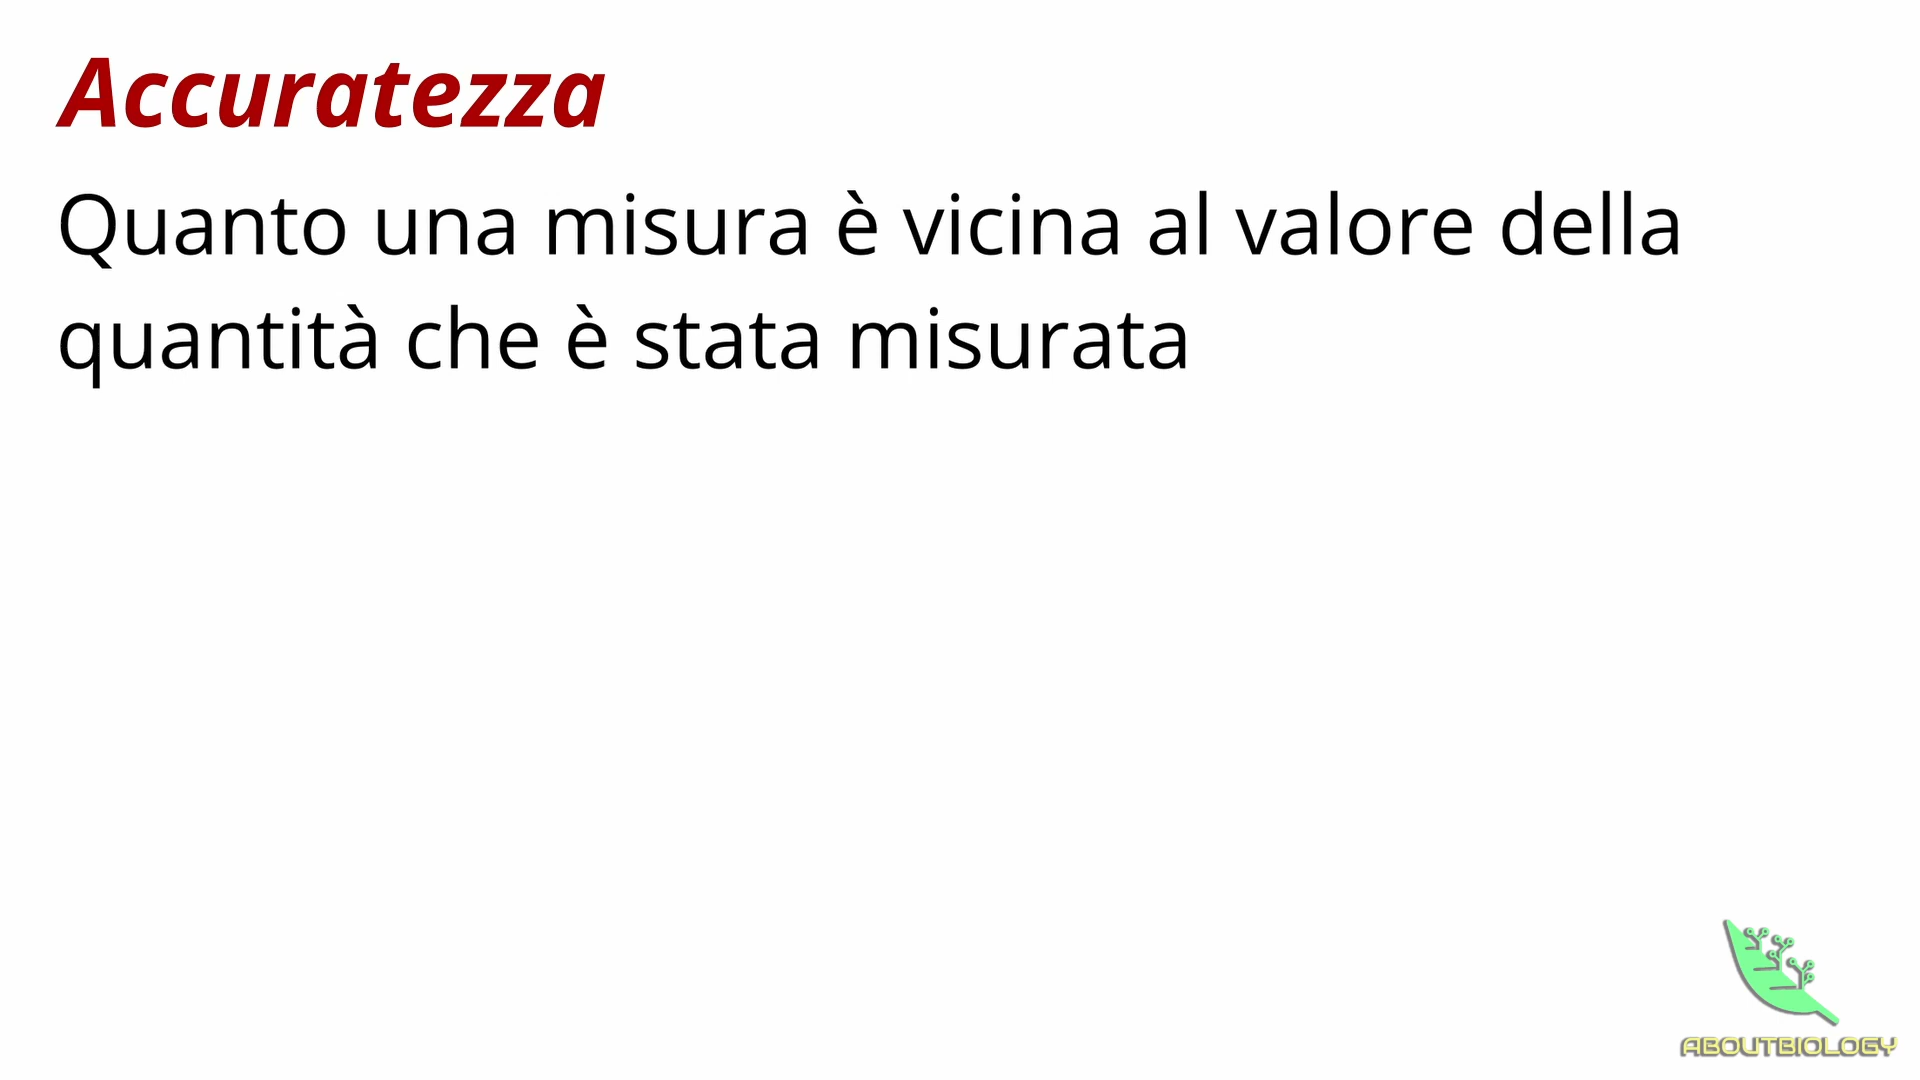 Accuratezza
Quanto una misura è vicina al valore della
quantità che è stata misurata
ABOUTBIOLOGY